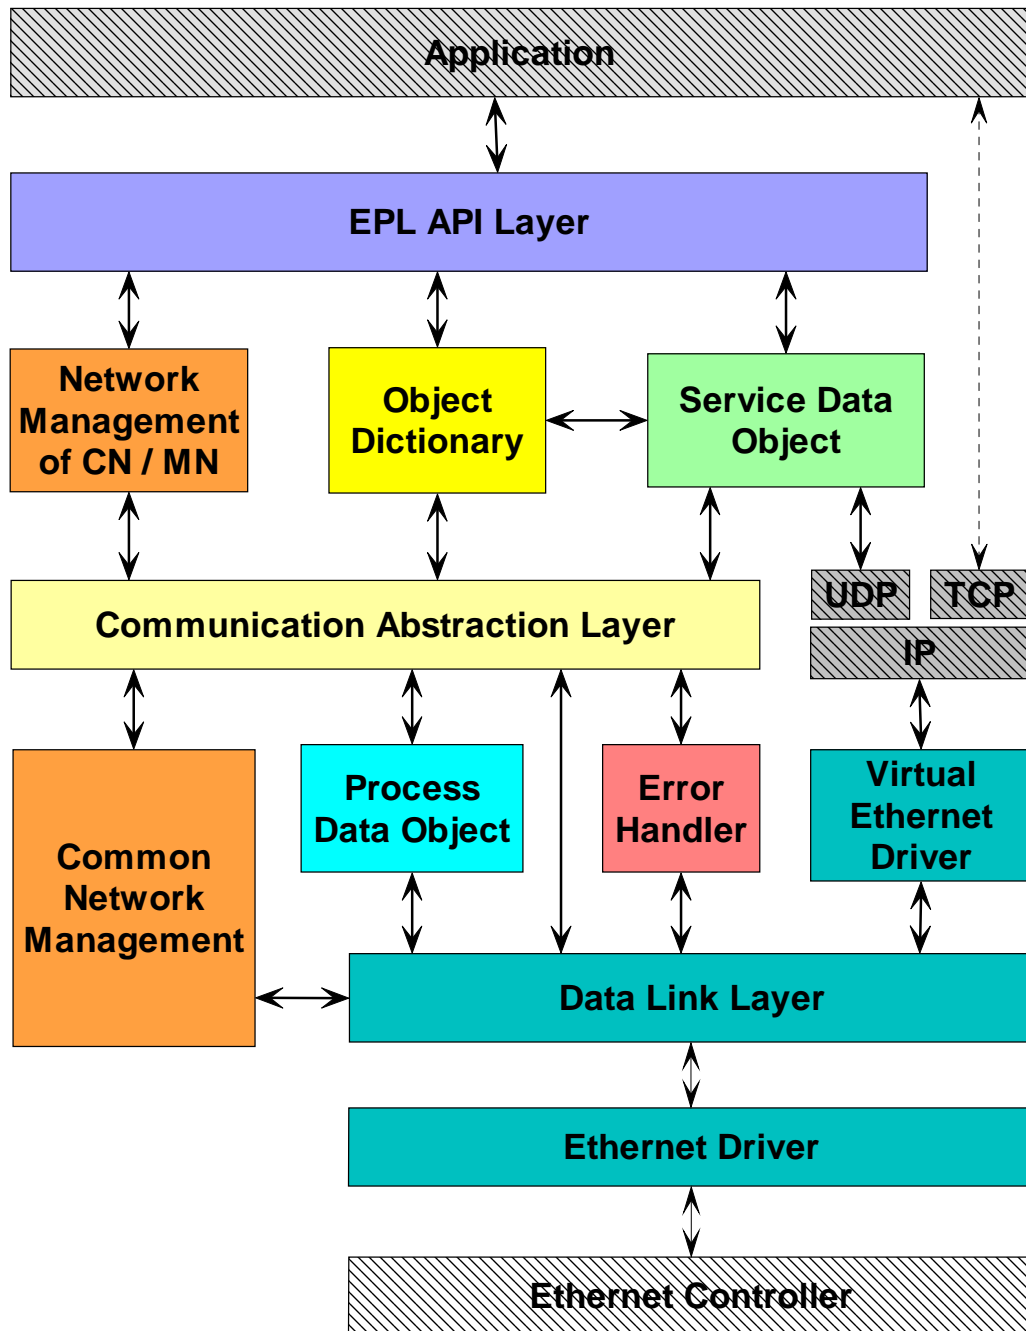 Application
EPL API Layer
Network
Management
of CN / MN
Object
Dictionary
Service Data
Object
UDP
TCP
IP
Communication Abstraction Layer
Common
Network
Management
Process
Data Object
Error
Handler
Virtual
Ethernet
Driver
Data Link Layer
Ethernet Driver
Ethernet Controller